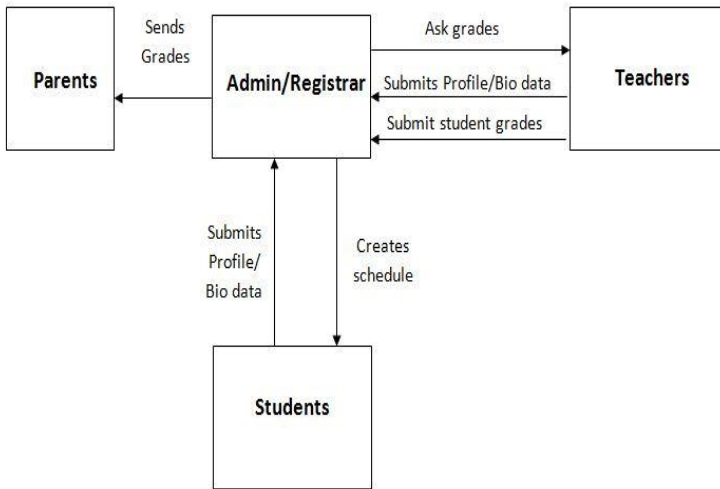 Sends
Grades
Parents
Admin/Registrar
Ask grades
Submits Profile/Bio data
Submit student grades
Teachers
Submits
Profile/
Bio data
Creates
schedule
Students